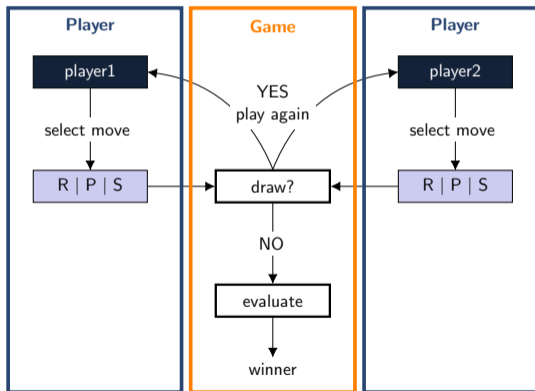 Player
Game
Player
player1
player2
YES
play again
select move
select move
R | P | S
draw?
R | P | S
NO
evaluate
winner